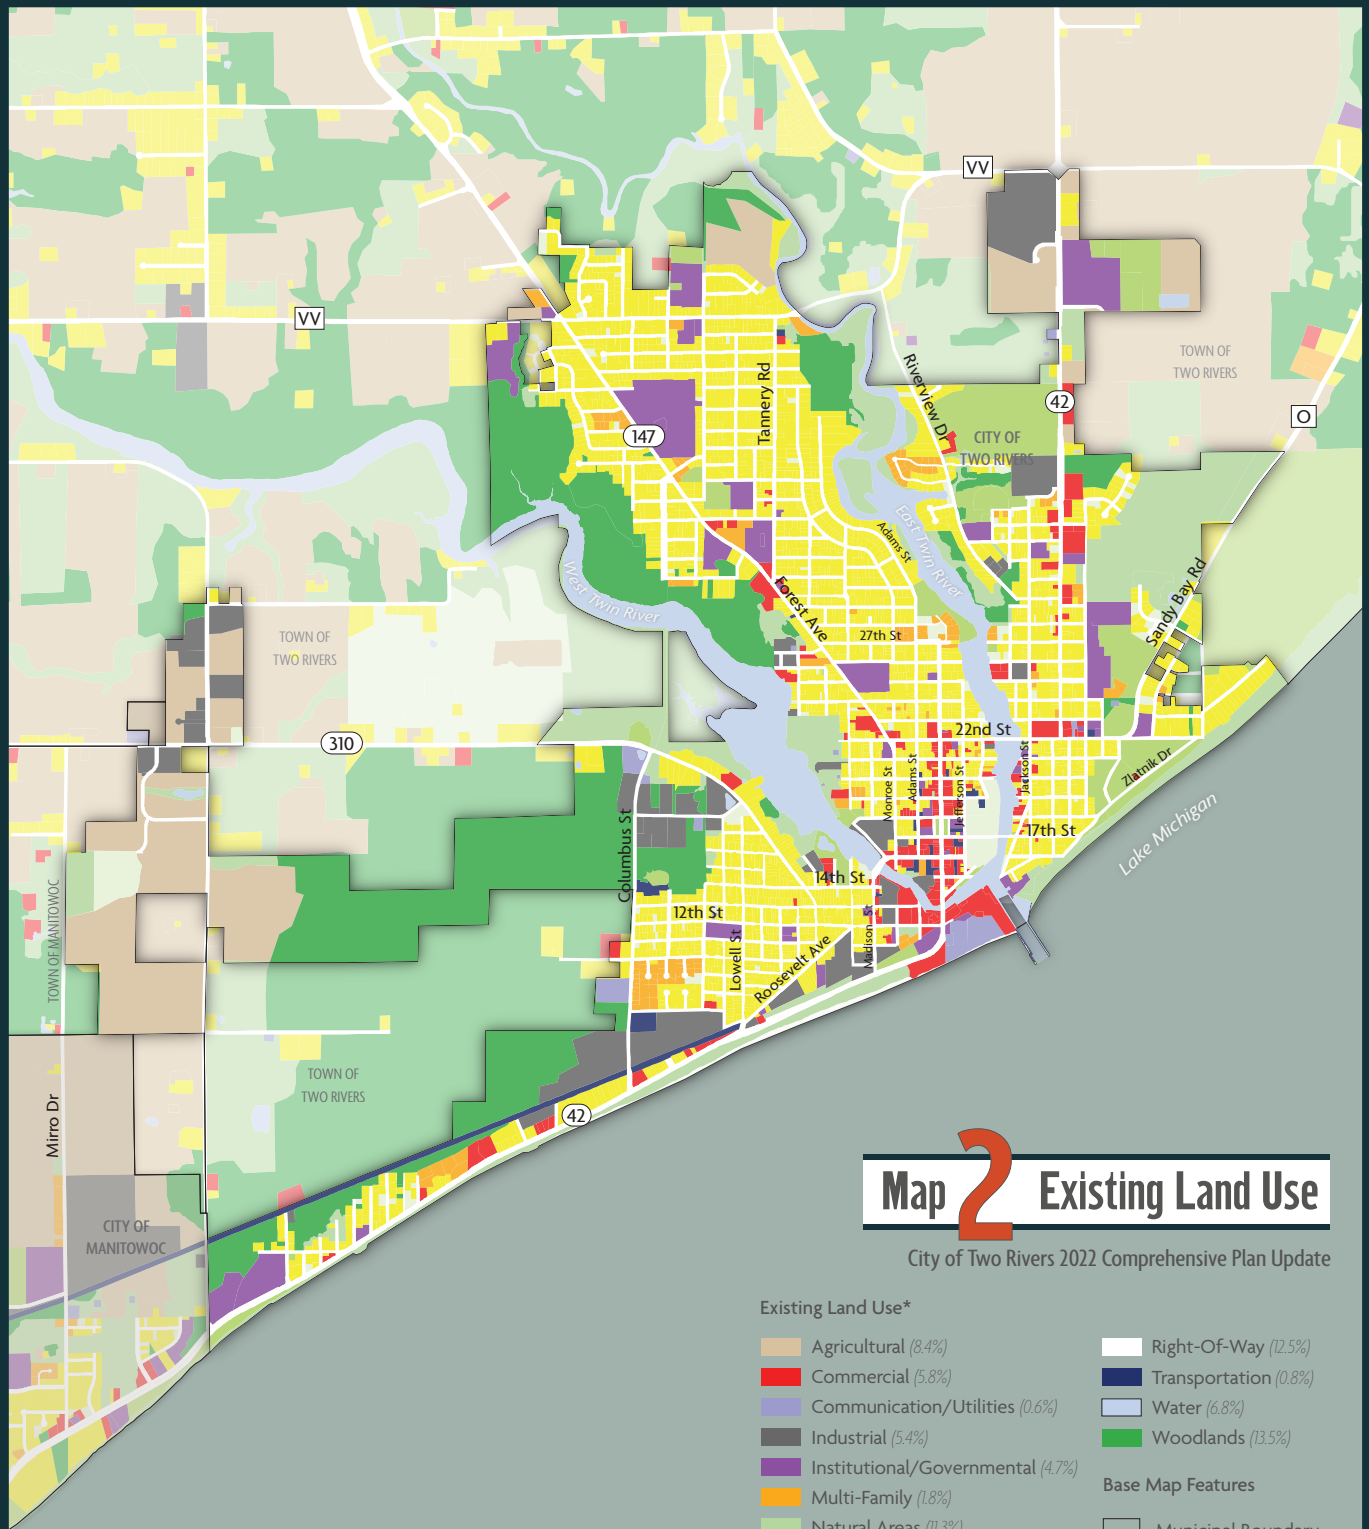 VV
VV
TOWN OF
TWO RIVERS
Riverview Dr
Tannery Rd
42
O
147
CITY OF
TWO RIVERS
East Twin River
Adams St
West Twin River
Sandy Bay Rd
Forest Ave
27th St
TOWN OF
TWO RIVERS
310
22nd St
Zlatnik Dr
Monroe St
Adams St
Jefferson St
Jackson St
17th St
Lake Michigan
Columbus St
14th St
12th St
Madison St
Lowell St
Roosevelt Ave
TOWN OF MANITOWOC
TOWN OF
TWO RIVERS
Mirro Dr
42
CITY OF
MANITOWOC
Map 2 Existing Land Use
City of Two Rivers 2022 Comprehensive Plan Update
Existing Land Use*
Agricultural (8.4%)
Commercial (5.8%)
Communication/Utilities (0.6%)
Industrial (5.4%)
Institutional/Governmental (4.7%)
Multi-Family (1.8%)
Natural Areas (11.3%)
Right-Of-Way (12.5%)
Transportation (0.8%)
Water (6.8%)
Woodlands (13.5%)
Base Map Features
Municipal Boundary